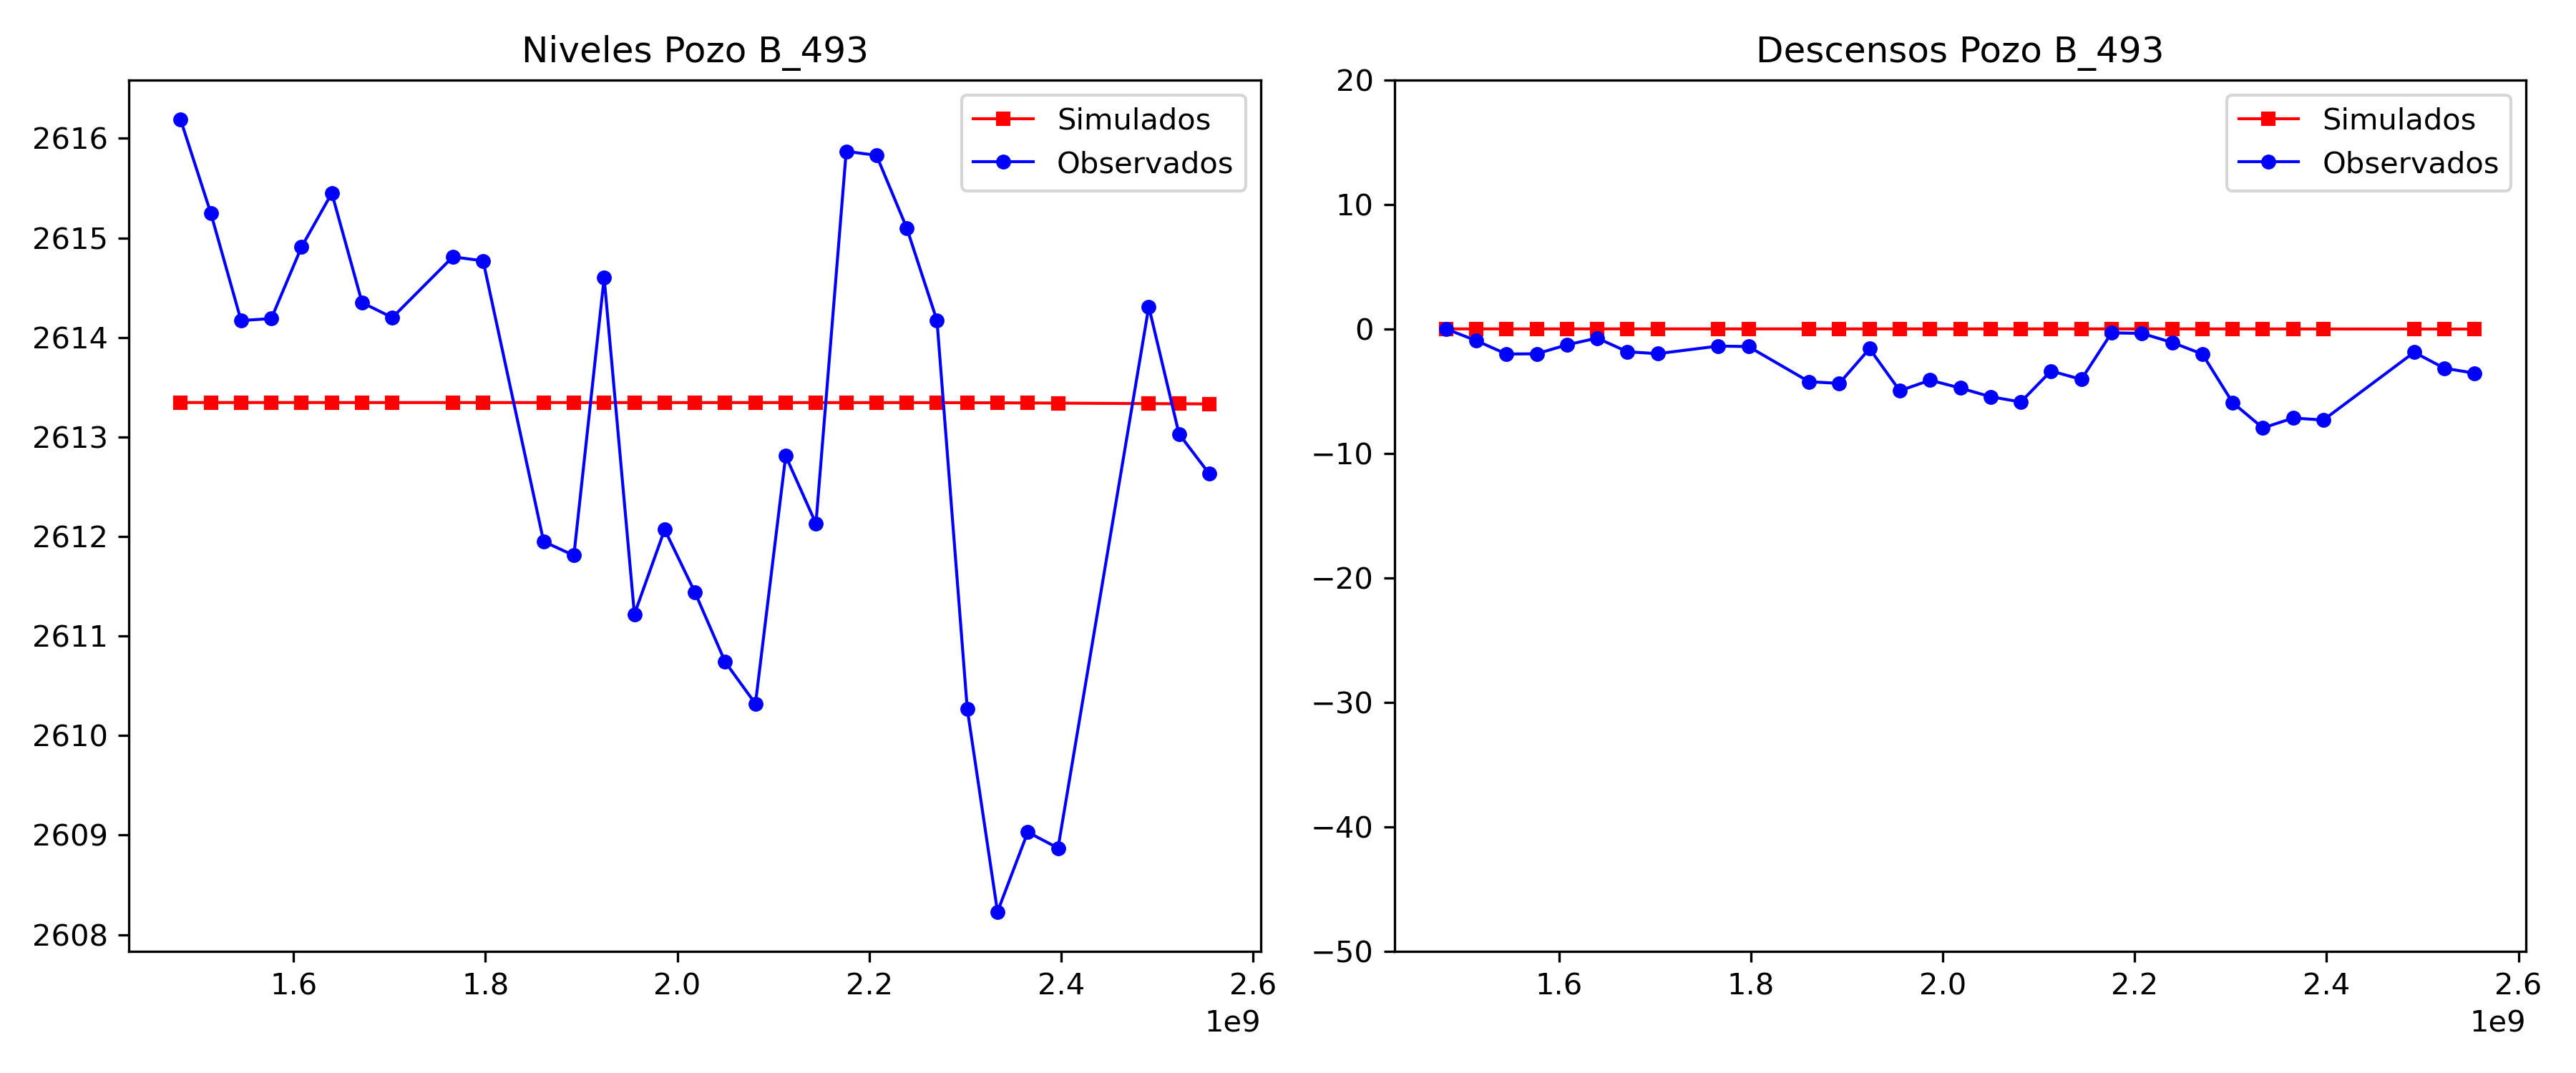 Niveles Pozo B_493
Simulados
Observados
2616
2615
2614
2613
2612
2611
2610
2609
2608
1.6 1.8 2.0 2.2 2.4 2.6
1e9
Descensos Pozo B_493
Simulados
Observados
20
10
0
−10
−20
−30
−40
−50
1.6 1.8 2.0 2.2 2.4 2.6
1e9